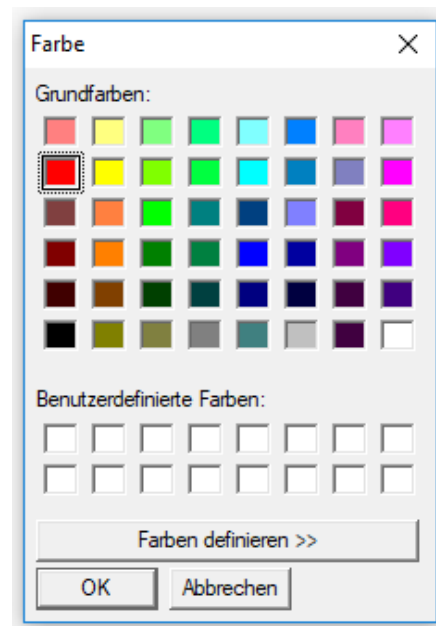 Farbe
Grundfarben:
Benutzerdefinierte Farben:
Farben definieren >>
OK
Abbrechen